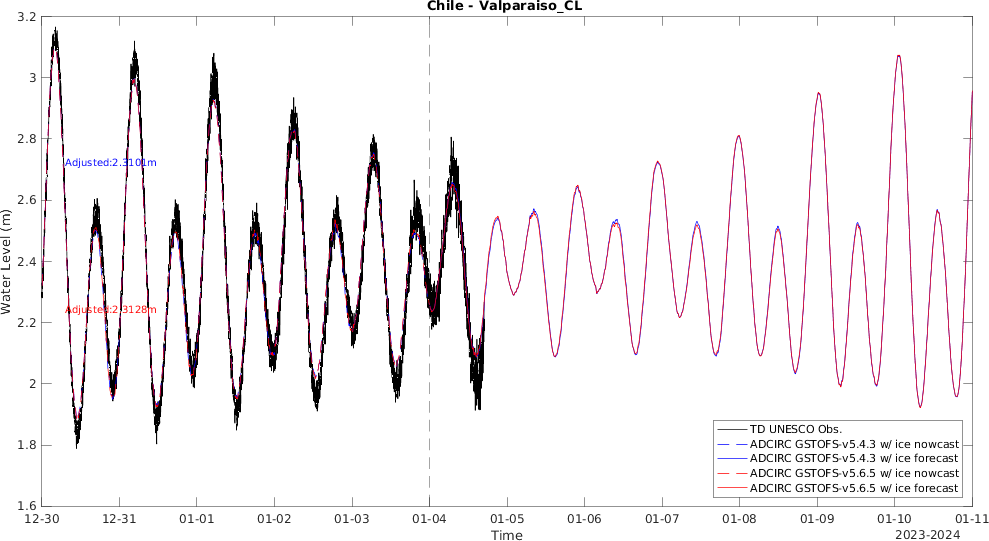 Chile - Valparaiso_CL
Water Level (m)
3.2
3
2.8
2.6
2.4
2.2
2
1.8
1.6
Adjusted:2.3101m
Adjusted:2.3128m
TD UNESCO Obs.
ADCIRC GSTOFS-v5.4.3 w/ ice nowcast
ADCIRC GSTOFS-v5.4.3 w/ ice forecast
ADCIRC GSTOFS-v5.6.5 w/ ice nowcast
ADCIRC GSTOFS-v5.6.5 w/ ice forecast
12-30 12-31 01-01 01-02 01-03 01-04 01-05 01-06 01-07 01-08 01-09 01-10 01-11
Time
2023-2024